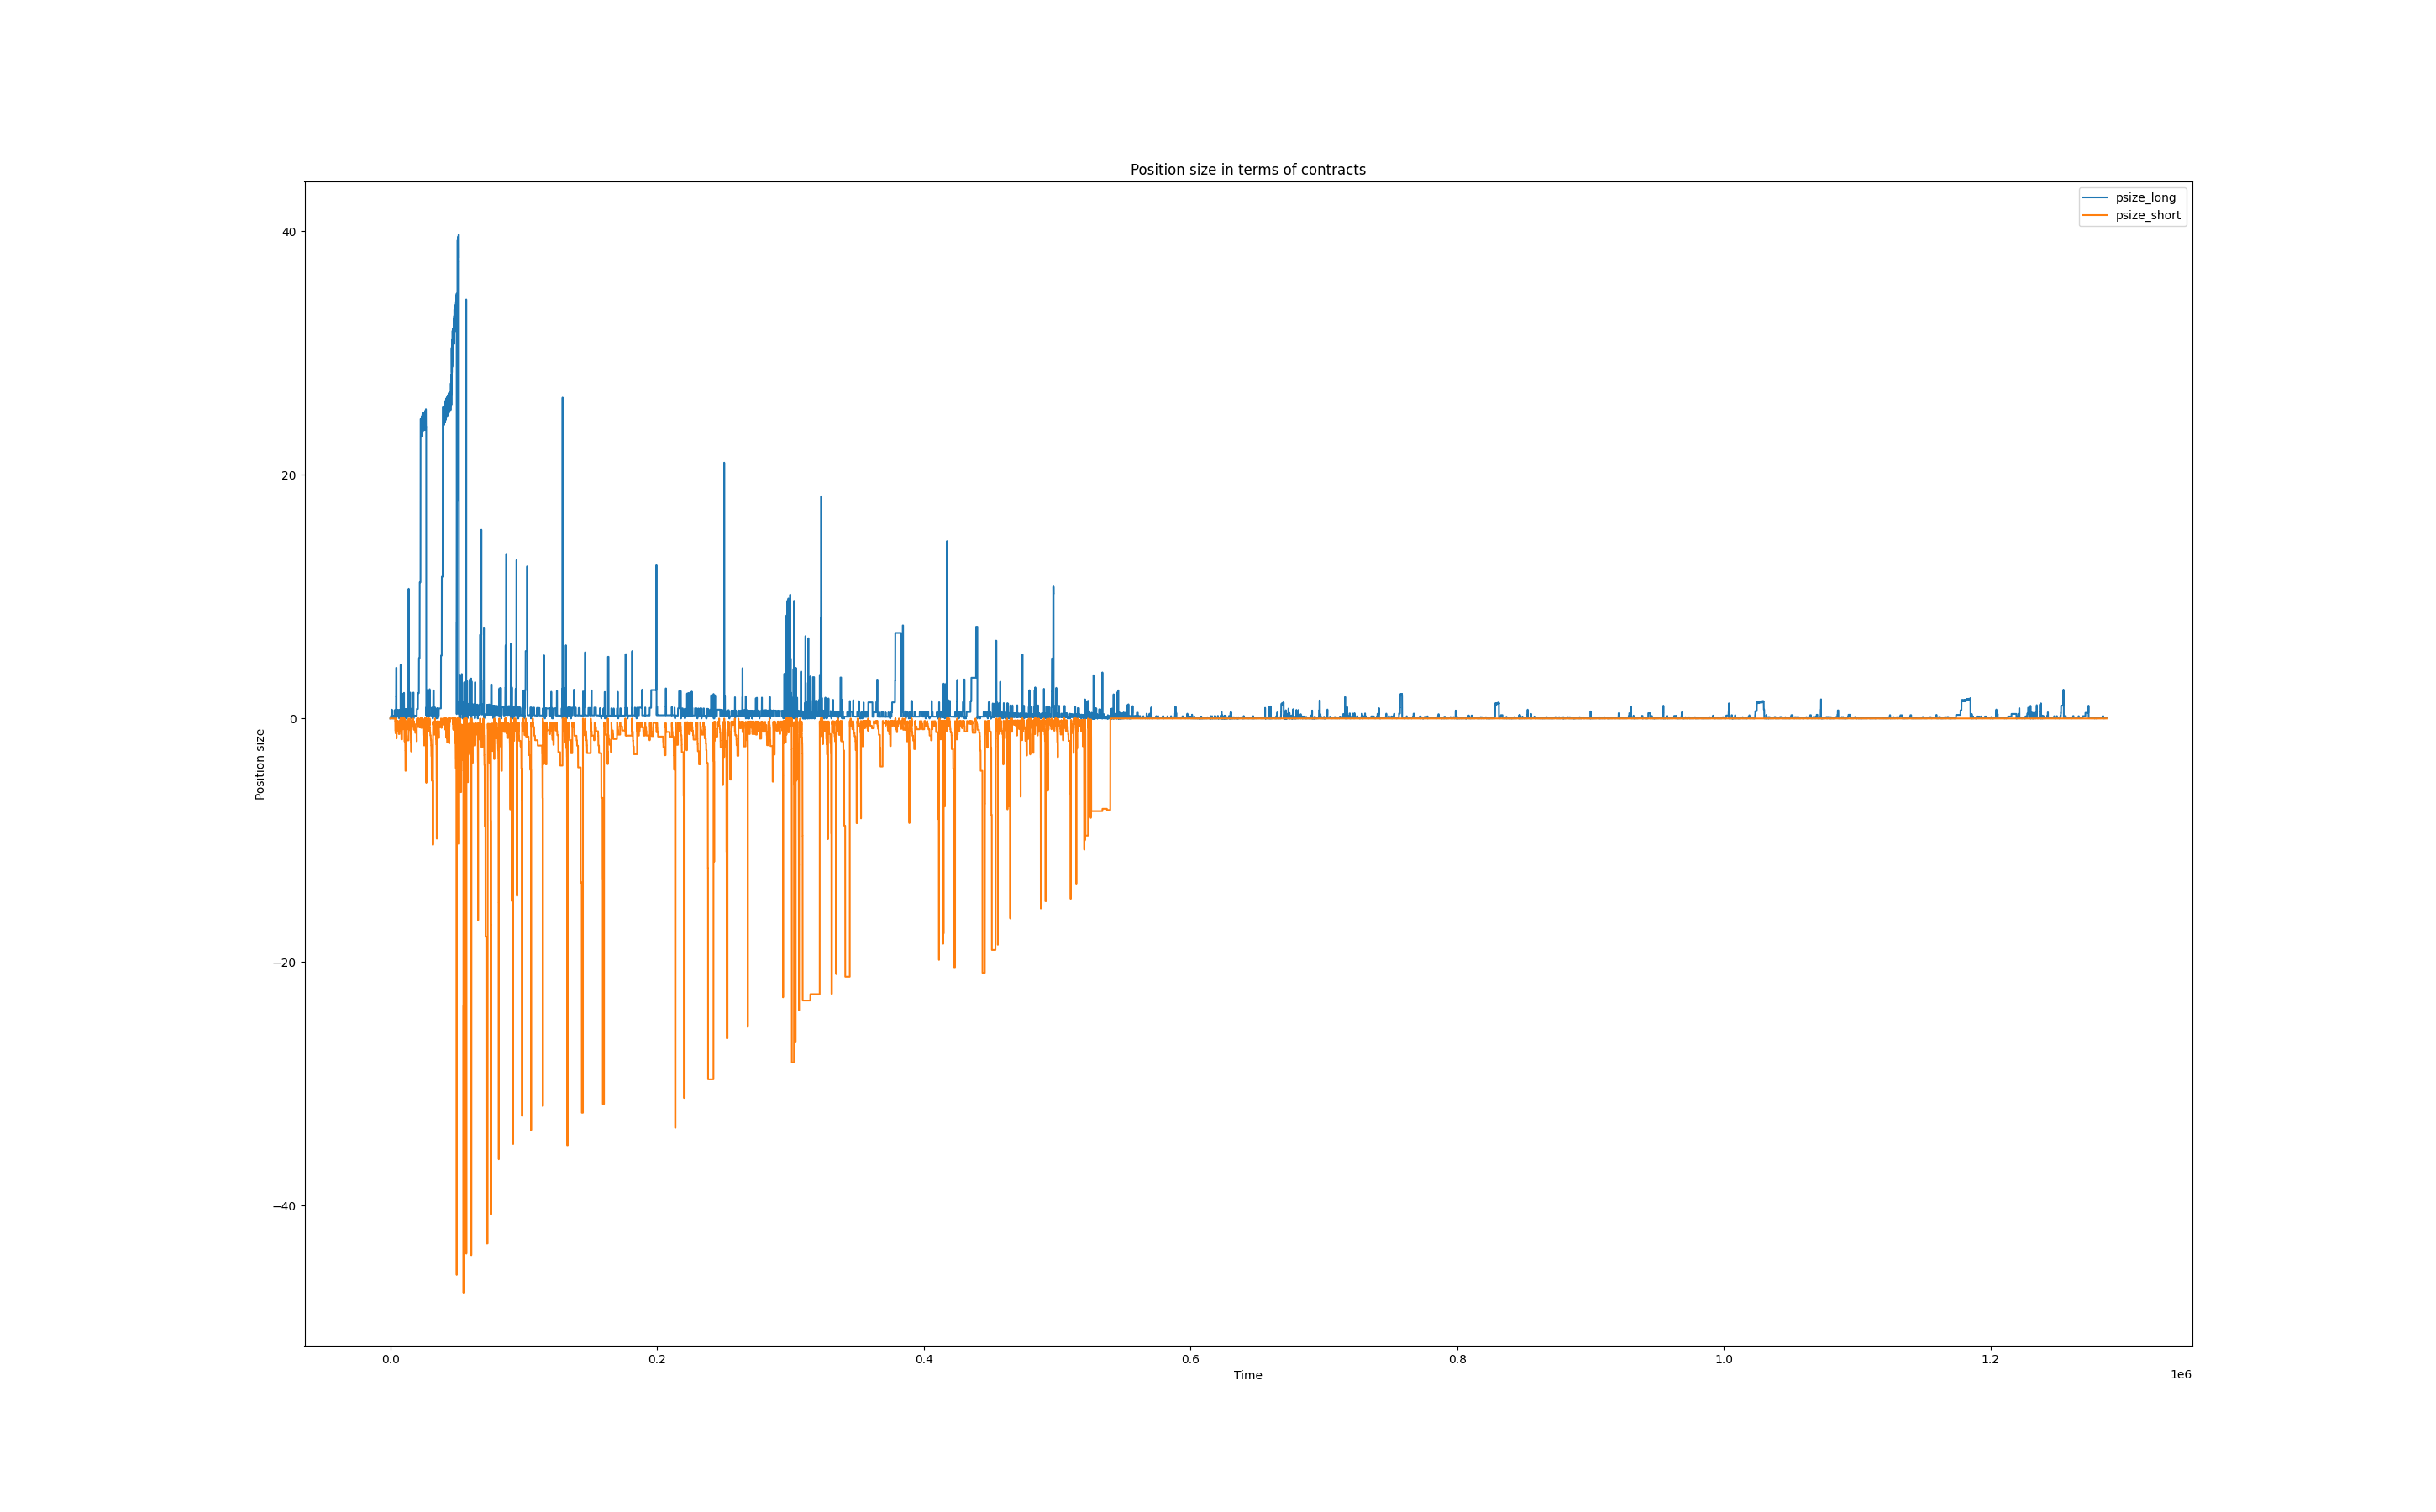 Position size in terms of contracts
psize_long
psize_short
40
20
0
−20
−40
Position size
0.0
0.2
0.4
0.6
0.8
1.0
1.2
1e6
Time